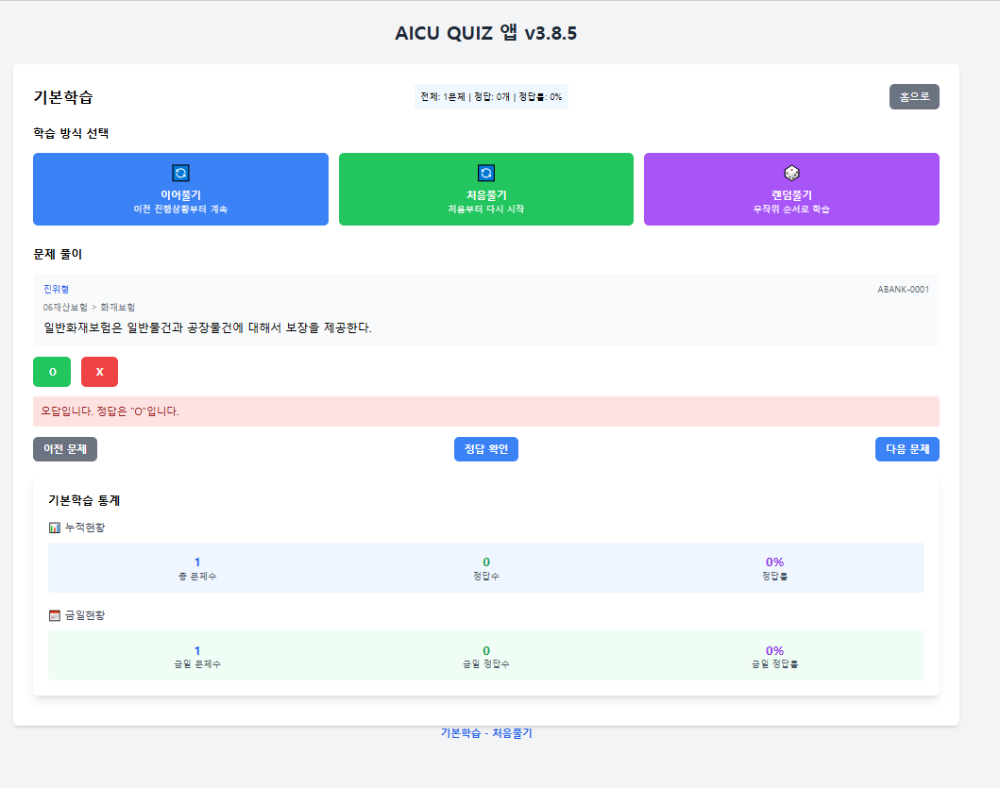 AICU QUIZ 앱 v3.8.5
기본학습
전체: 1문제 | 정답: 0개 | 정답률: 0%
홈으로
학습 방식 선택
이어풀기
이전 진행상황부터 계속
처음풀기
처음부터 다시 시작
랜덤풀기
무작위 순서로 학습
문제 풀이
진위형
ABANK-0001
06재산보험 > 화재보험
일반화재보험은 일반물건과 공장물건에 대해서 보장을 제공한다.
O
X
오답입니다. 정답은 "O"입니다.
이전 문제
정답 확인
다음 문제
기본학습 통계
누적현황
1
0
0%
총 문제수
정답수
정답률
금일현황
1
0
0%
금일 문제수
금일 정답수
금일 정답률
기본학습 - 처음풀기